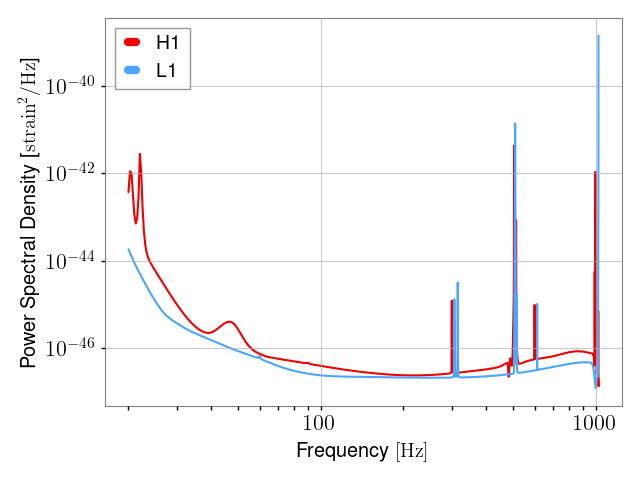 H1
L1
10⁻⁴⁰
10⁻⁴²
10⁻⁴⁴
10⁻⁴⁶
Power Spectral Density [strain²/Hz]
100
1000
Frequency [Hz]